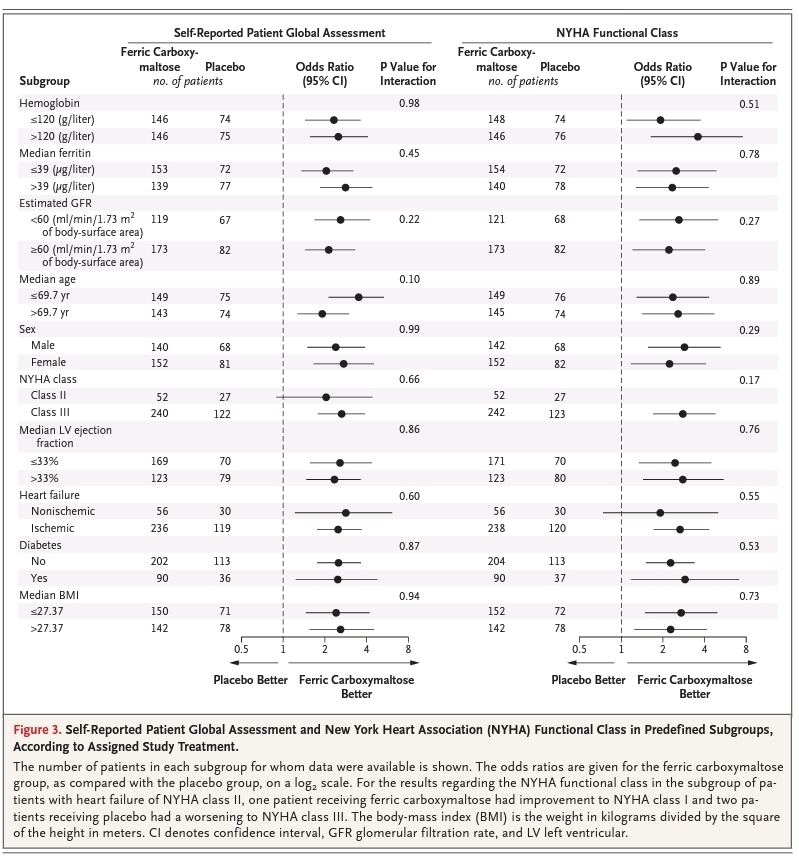 Self-Reported Patient Global Assessment NYHA Functional Class
Ferric Carboxy- Ferric Carboxy-
maltose Placebo Odds Ratio P Value for maltose Placebo Odds Ratio P Value for
Subgroup no. of patients (95% CI) Interaction no. of patients (95% CI) Interaction
Hemoglobin 0.98 0.51
≤120 (g/liter) 146 74 148 74
>120 (g/liter) 146 75 146 76
Median ferritin 0.45 0.78
≤39 (µg/liter) 153 72 154 72
>39 (µg/liter) 139 77 140 78
Estimated GFR
<60 (ml/min/1.73 m² 119 67 0.22 121 68 0.27
of body-surface area)
≥60 (ml/min/1.73 m² 173 82 173 82
of body-surface area)
Median age 0.10 0.89
≤69.7 yr 149 75 149 76
>69.7 yr 143 74 145 74
Sex 0.99 0.29
Male 140 68 142 68
Female 152 81 152 82
NYHA class 0.66 0.17
Class II 52 27 52 27
Class III 240 122 242 123
Median LV ejection 0.86 0.76
fraction
≤33% 169 70 171 70
>33% 123 79 123 80
Heart failure 0.60 0.55
Nonischemic 56 30 56 30
Ischemic 236 119 238 120
Diabetes 0.87 0.53
No 202 113 204 113
Yes 90 36 90 37
Median BMI 0.94 0.73
≤27.37 150 71 152 72
>27.37 142 78 142 78
0.5 1 2 4 8 0.5 1 2 4 8
Placebo Better Ferric Carboxymaltose Placebo Better Ferric Carboxymaltose
Better Better
Figure 3. Self-Reported Patient Global Assessment and New York Heart Association (NYHA) Functional Class in Predefined Subgroups,
According to Assigned Study Treatment.
The number of patients in each subgroup for whom data were available is shown. The odds ratios are given for the ferric carboxymaltose
group, as compared with the placebo group, on a log₂ scale. For the results regarding the NYHA functional class in the subgroup of pa-
tients with heart failure of NYHA class II, one patient receiving ferric carboxymaltose had improvement to NYHA class I and two pa-
tients receiving placebo had a worsening to NYHA class III. The body-mass index (BMI) is the weight in kilograms divided by the square
of the height in meters. CI denotes confidence interval, GFR glomerular filtration rate, and LV left ventricular.